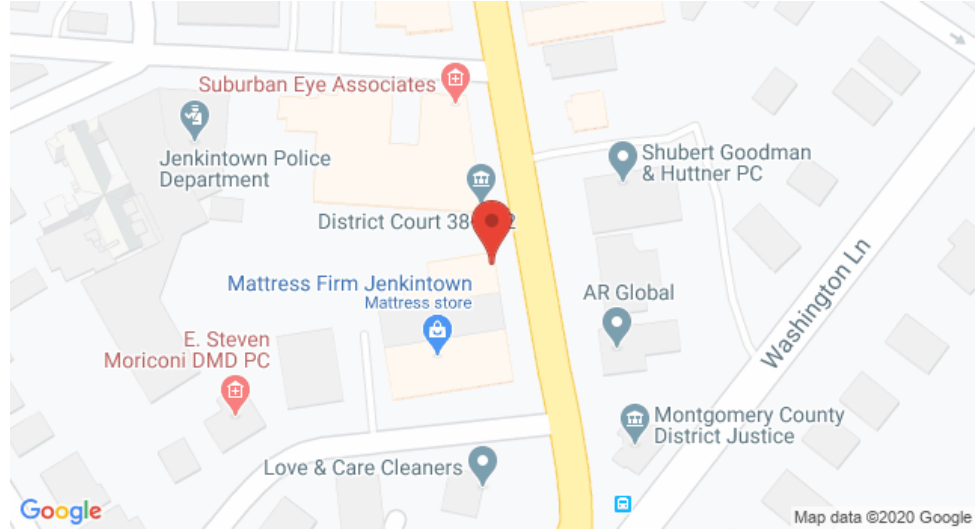 Suburban Eye Associates
Jenkintown Police
Department
Shubert Goodman
& Huttner PC
District Court 38
2
Mattress Firm Jenkintown
Mattress store
AR Global
Washington Ln
E. Steven
Moriconi DMD PC
Montgomery County
District Justice
Love & Care Cleaners
Google
Map data ©2020 Google